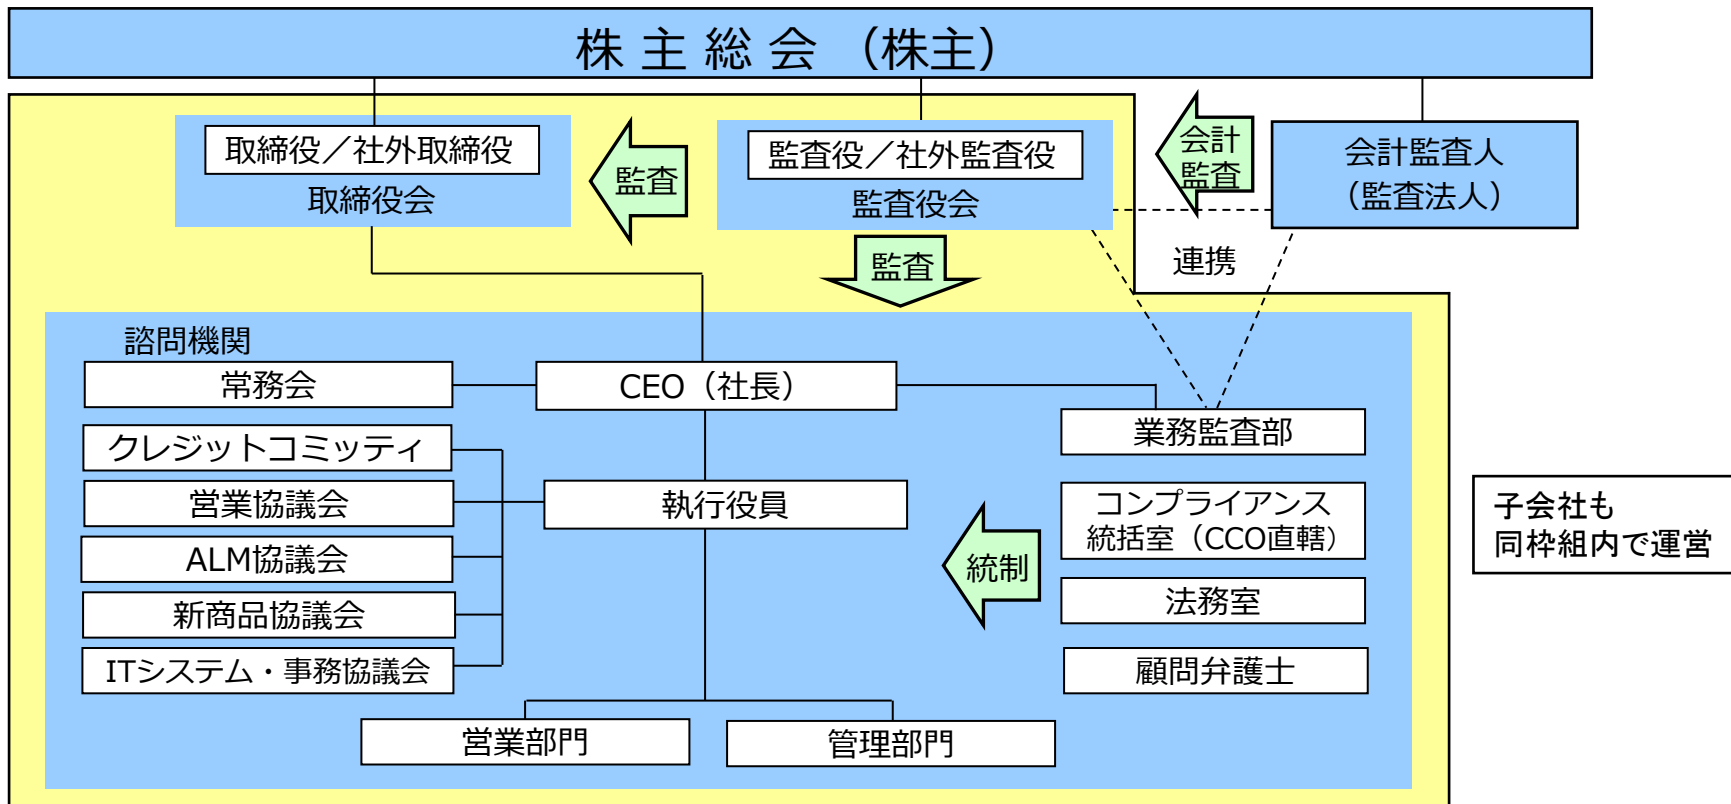 株主総会（株主）
取締役／社外取締役
取締役会
監査
監査役／社外監査役
監査役会
会計
監査
会計監査人
（監査法人）
監査
連携
諮問機関
常務会
CEO（社長）
クレジットコミッティ
業務監査部
営業協議会
執行役員
コンプライアンス
統括室（CCO直轄）
ALM協議会
統制
新商品協議会
法務室
ITシステム・事務協議会
顧問弁護士
営業部門
管理部門
子会社も
同枠組内で運営